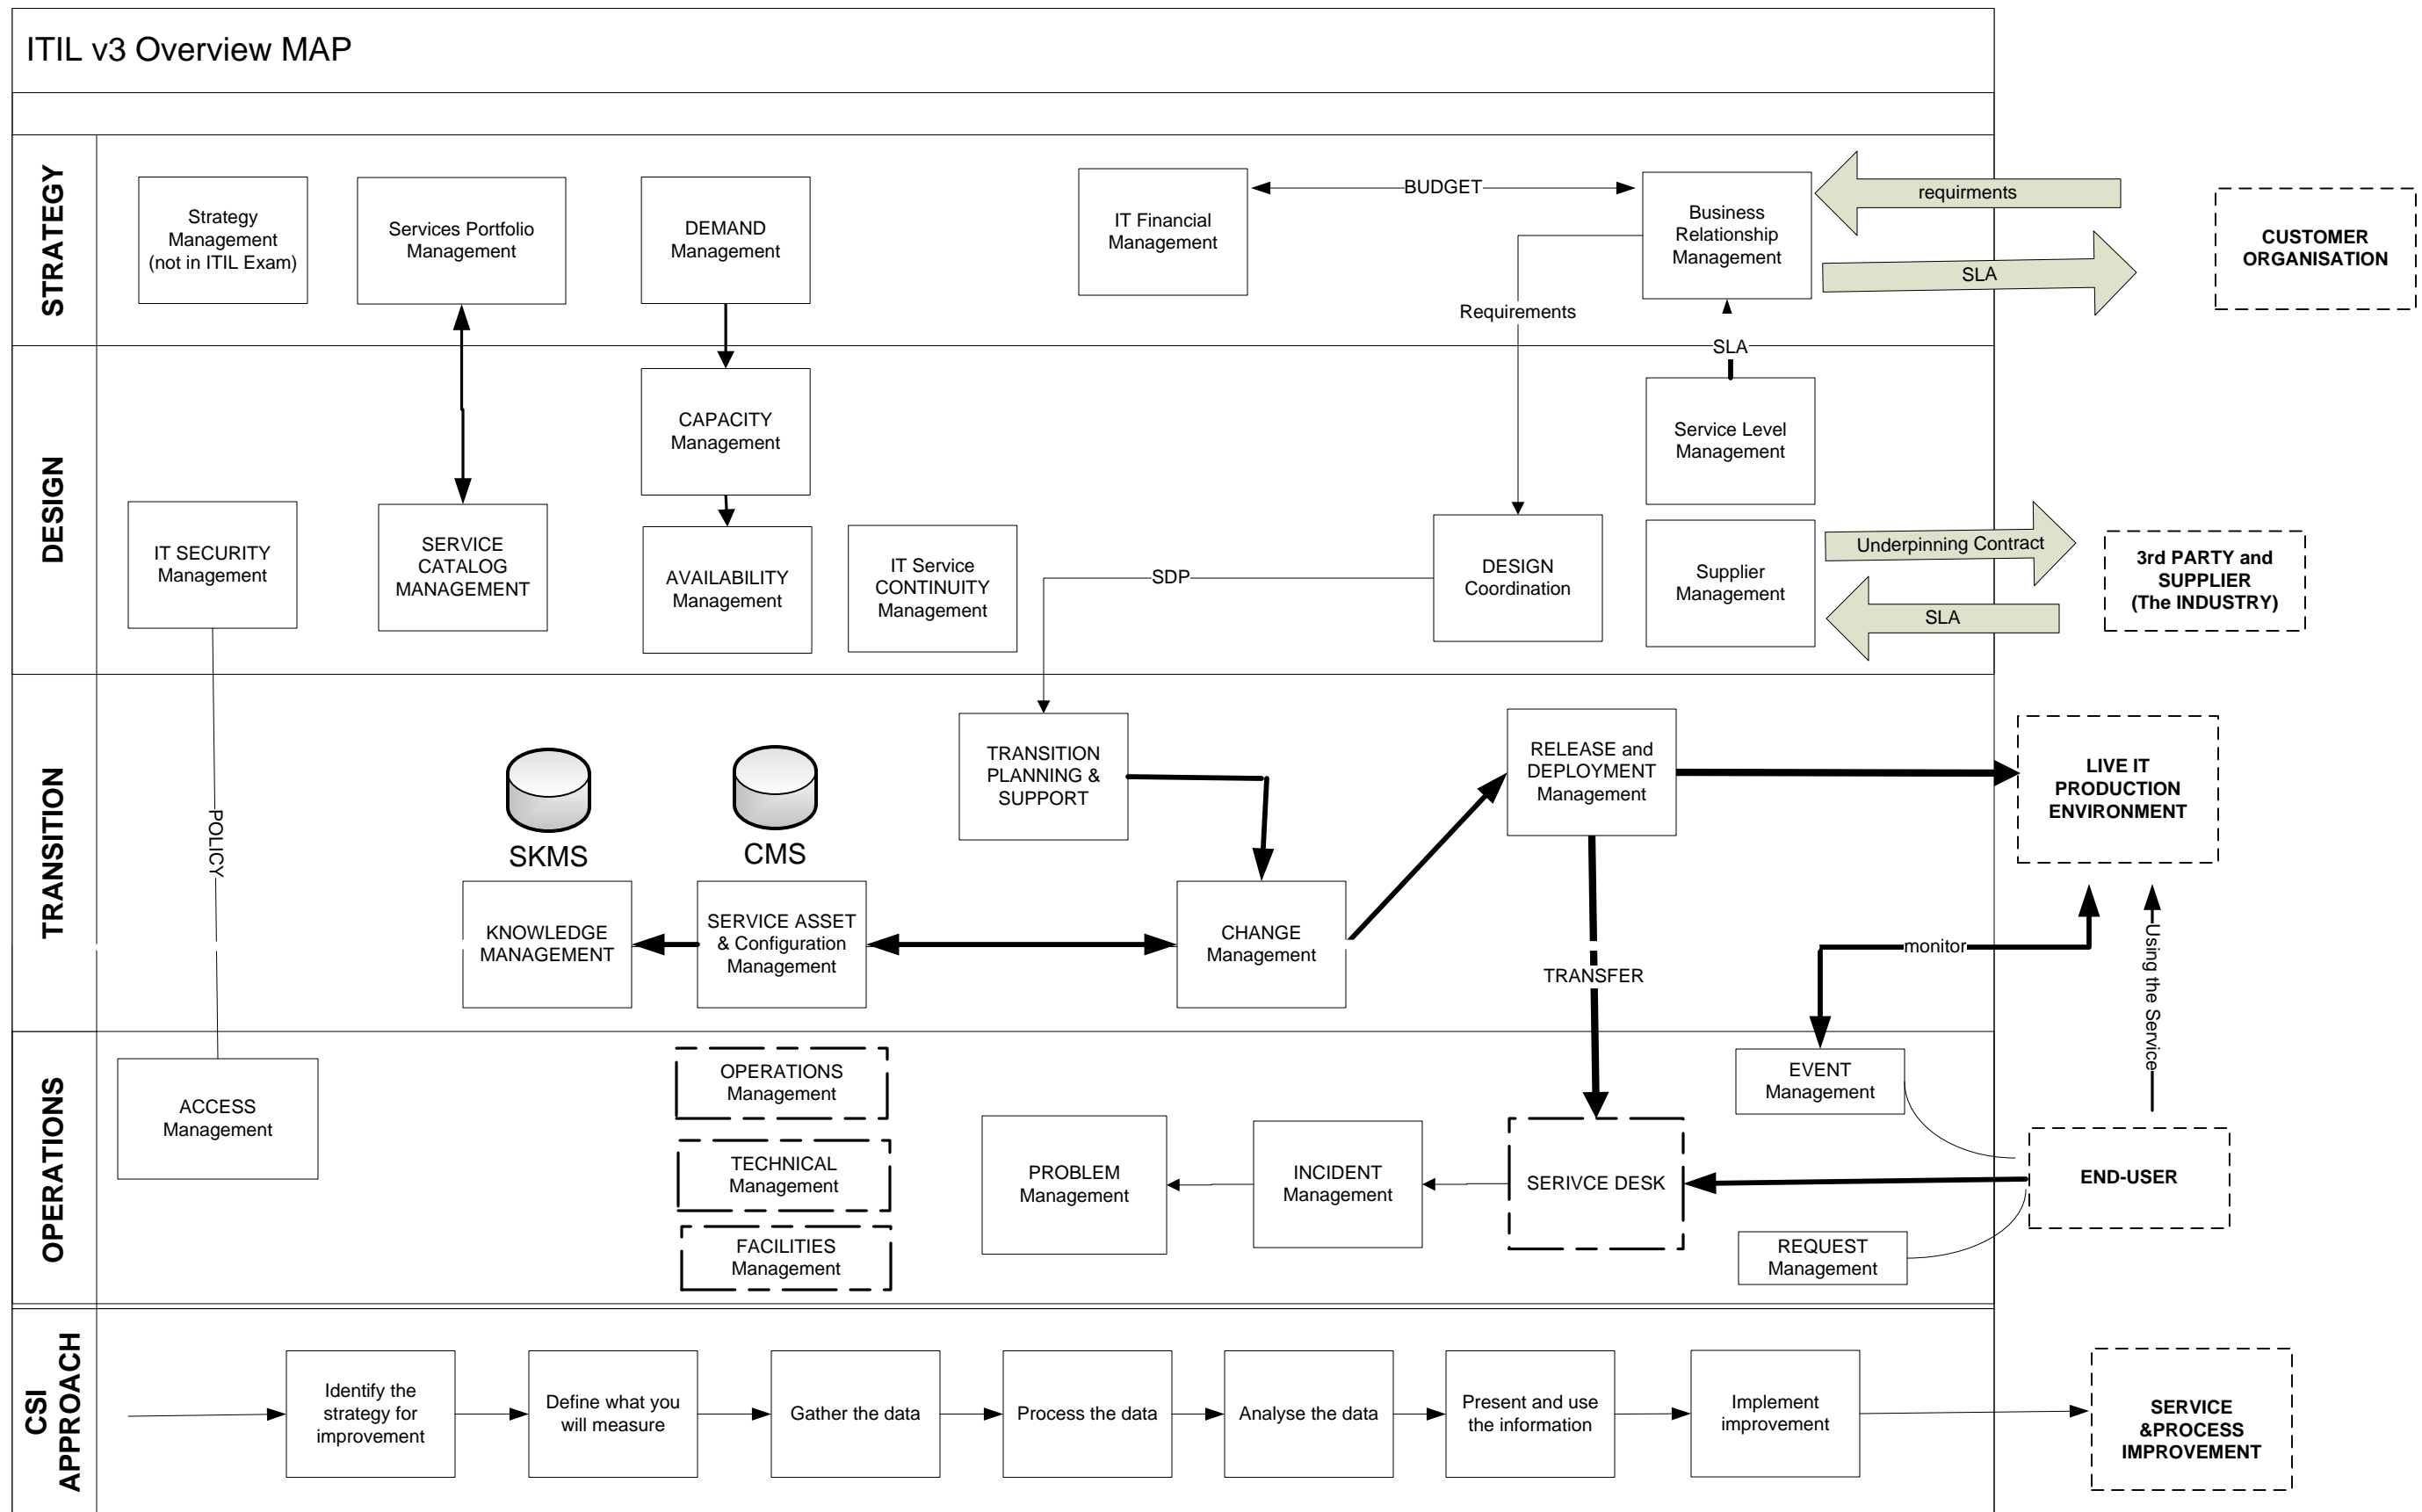 ITIL v3 Overview MAP
STRATEGY
Strategy
Management
(not in ITIL Exam)
Services Portfolio
Management
DEMAND
Management
IT Financial
Management
BUDGET
Business
Relationship
Management
requirments
SLA
CUSTOMER
ORGANISATION
Requirements
SLA
DESIGN
CAPACITY
Management
Service Level
Management
IT SECURITY
Management
SERVICE
CATALOG
MANAGEMENT
AVAILABILITY
Management
IT Service
CONTINUITY
Management
SDP
DESIGN
Coordination
Supplier
Management
Underpinning Contract
SLA
3rd PARTY and
SUPPLIER
(The INDUSTRY)
TRANSITION
POLICY
SKMS
CMS
TRANSITION
PLANNING &
SUPPORT
RELEASE and
DEPLOYMENT
Management
LIVE IT
PRODUCTION
ENVIRONMENT
KNOWLEDGE
MANAGEMENT
SERVICE ASSET
& Configuration
Management
CHANGE
Management
TRANSFER
monitor
Using the Service
OPERATIONS
ACCESS
Management
OPERATIONS
Management
TECHNICAL
Management
FACILITIES
Management
PROBLEM
Management
INCIDENT
Management
SERIVCE DESK
EVENT
Management
REQUEST
Management
END-USER
CSI
APPROACH
Identify the
strategy for
improvement
Define what you
will measure
Gather the data
Process the data
Analyse the data
Present and use
the information
Implement
improvement
SERVICE
&PROCESS
IMPROVEMENT